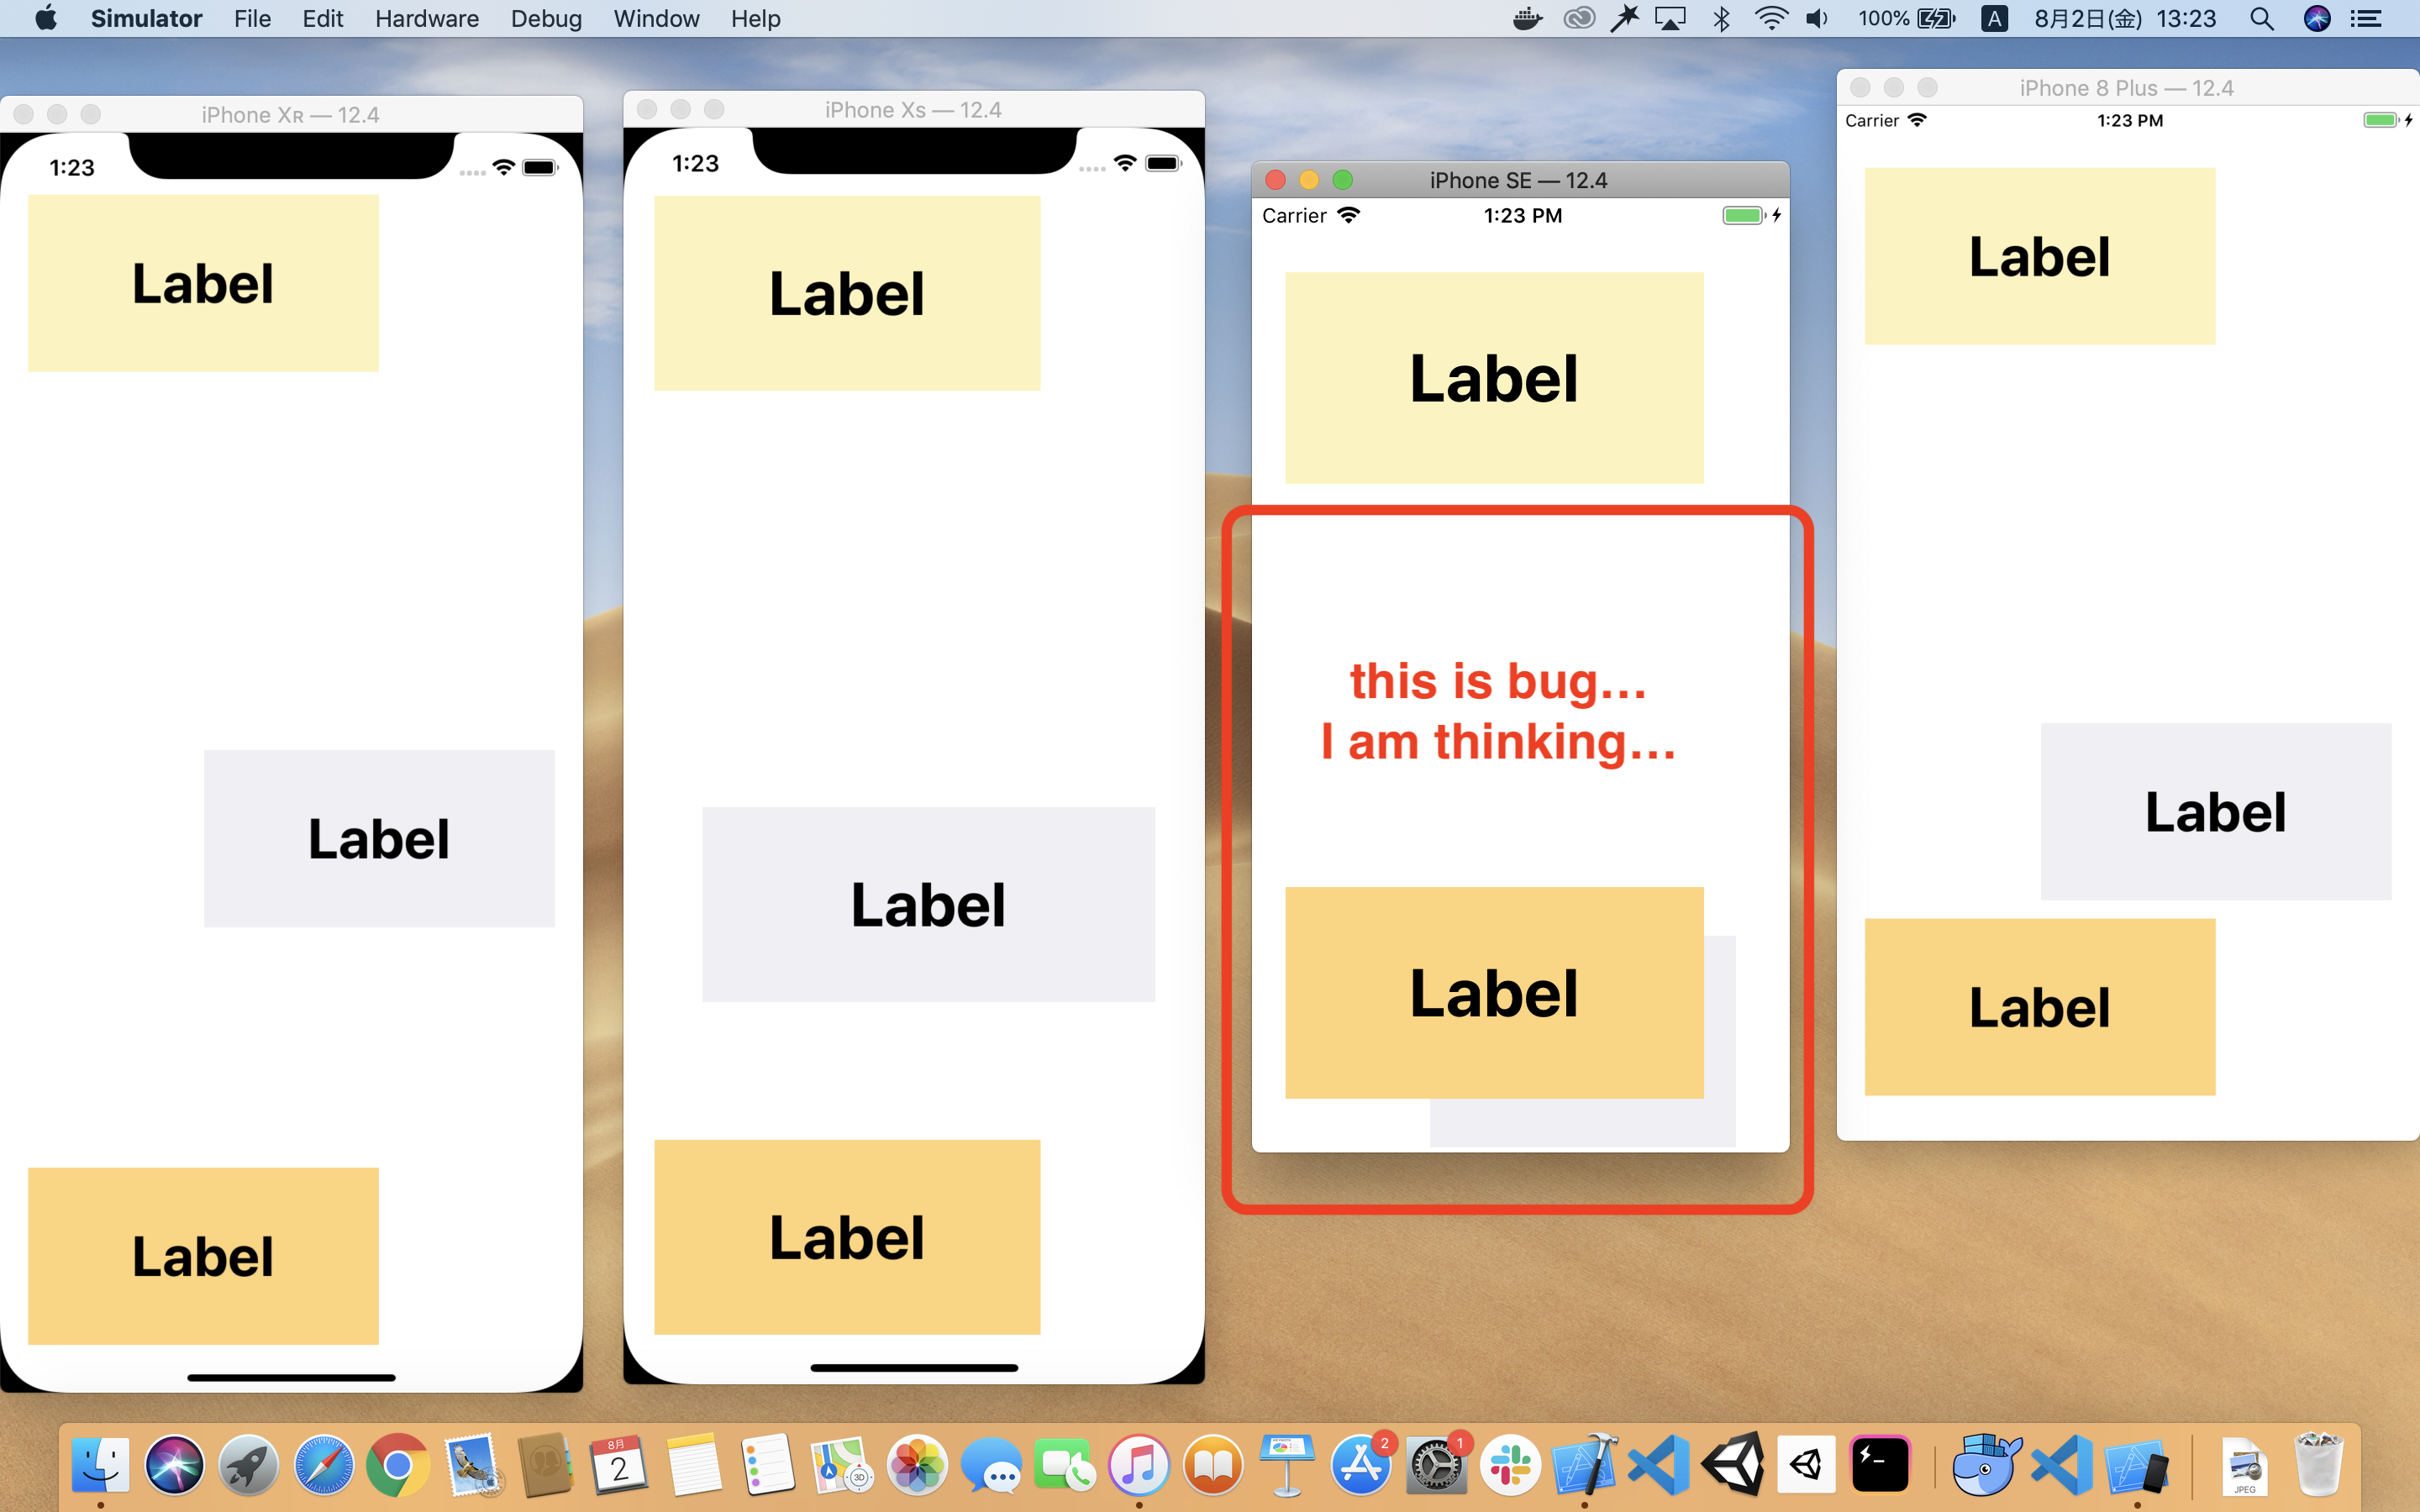 Simulator File Edit Hardware Debug Window Help 100% A 8月2日(金) 13:23
iPhone XR — 12.4
1:23
Label
Label
Label
iPhone Xs — 12.4
1:23
Label
Label
Label
iPhone SE — 12.4
Carrier 1:23 PM
Label
this is bug...
I am thinking...
Label
iPhone 8 Plus — 12.4
Carrier 1:23 PM
Label
Label
Label
8月
2
3D
2
1
JPEG